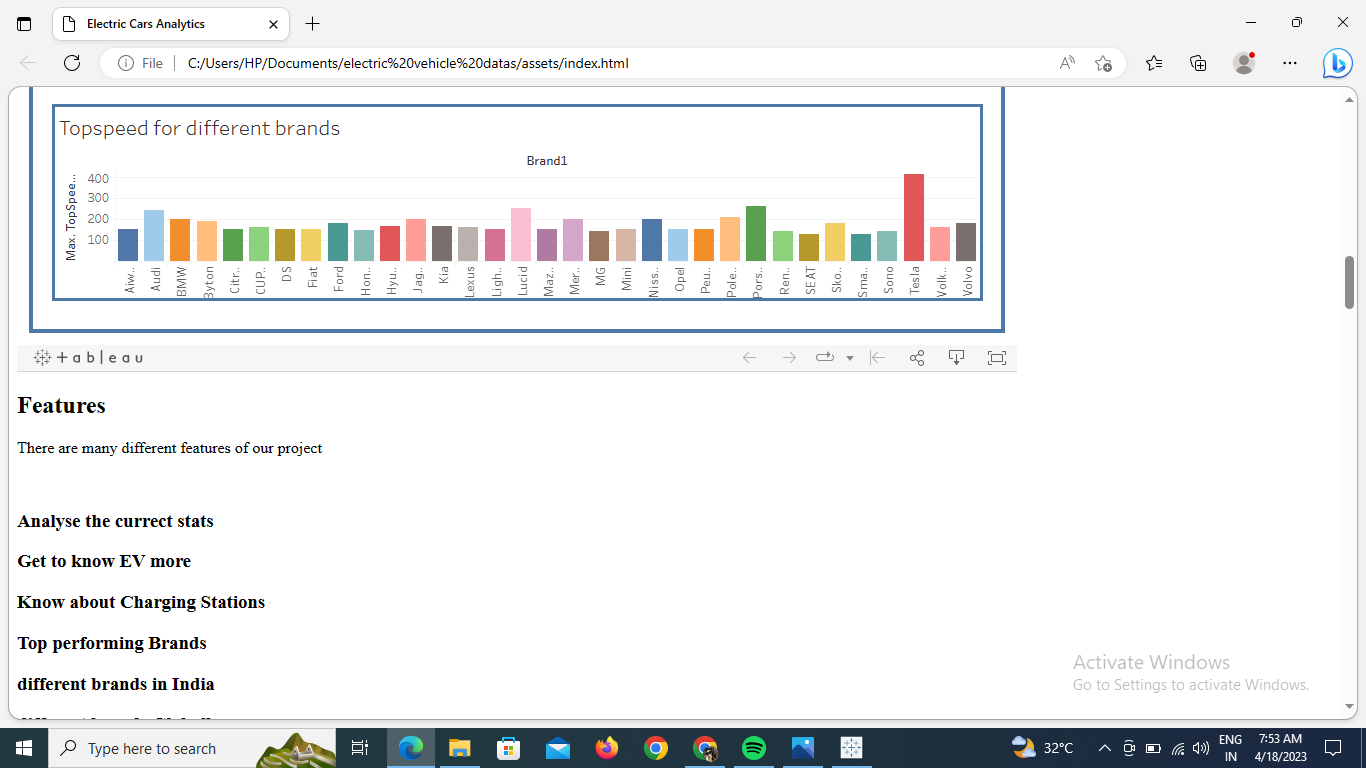 Electric Cars Analytics
File C:/Users/HP/Documents/electric%20vehicle%20datas/assets/index.html
Topspeed for different brands
Brand1
Max. TopSpee...
400
300
200
100
Aiw..
Audi
BMW
Byton
Citr..
CUP..
DS
Fiat
Ford
Hon..
Hyu..
Jag..
Kia
Lexus
Ligh..
Lucid
Maz..
Mer..
MG
Mini
Niss..
Opel
Peu..
Pole..
Pors..
Ren..
SEAT
Sko..
Sma..
Sono
Tesla
Volk..
Volvo
+ a b l e a u
Features
There are many different features of our project
Analyse the currect stats
Get to know EV more
Know about Charging Stations
Top performing Brands
different brands in India
Activate Windows
Go to Settings to activate Windows.
Type here to search
32°C
ENG
IN
7:53 AM
4/18/2023